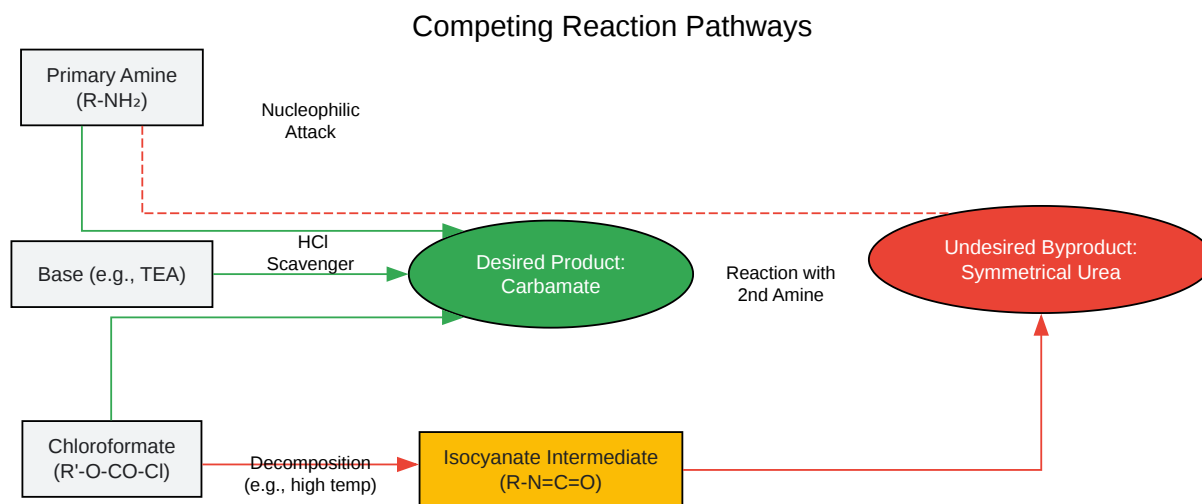 Competing Reaction Pathways
Primary Amine
(R-NH₂)
Nucleophilic
Attack
Base (e.g., TEA)
HCl
Scavenger
Desired Product:
Carbamate
Reaction with
2nd Amine
Undesired Byproduct:
Symmetrical Urea
Chloroformate
(R'-O-CO-Cl)
Decomposition
(e.g., high temp)
Isocyanate Intermediate
(R-N=C=O)